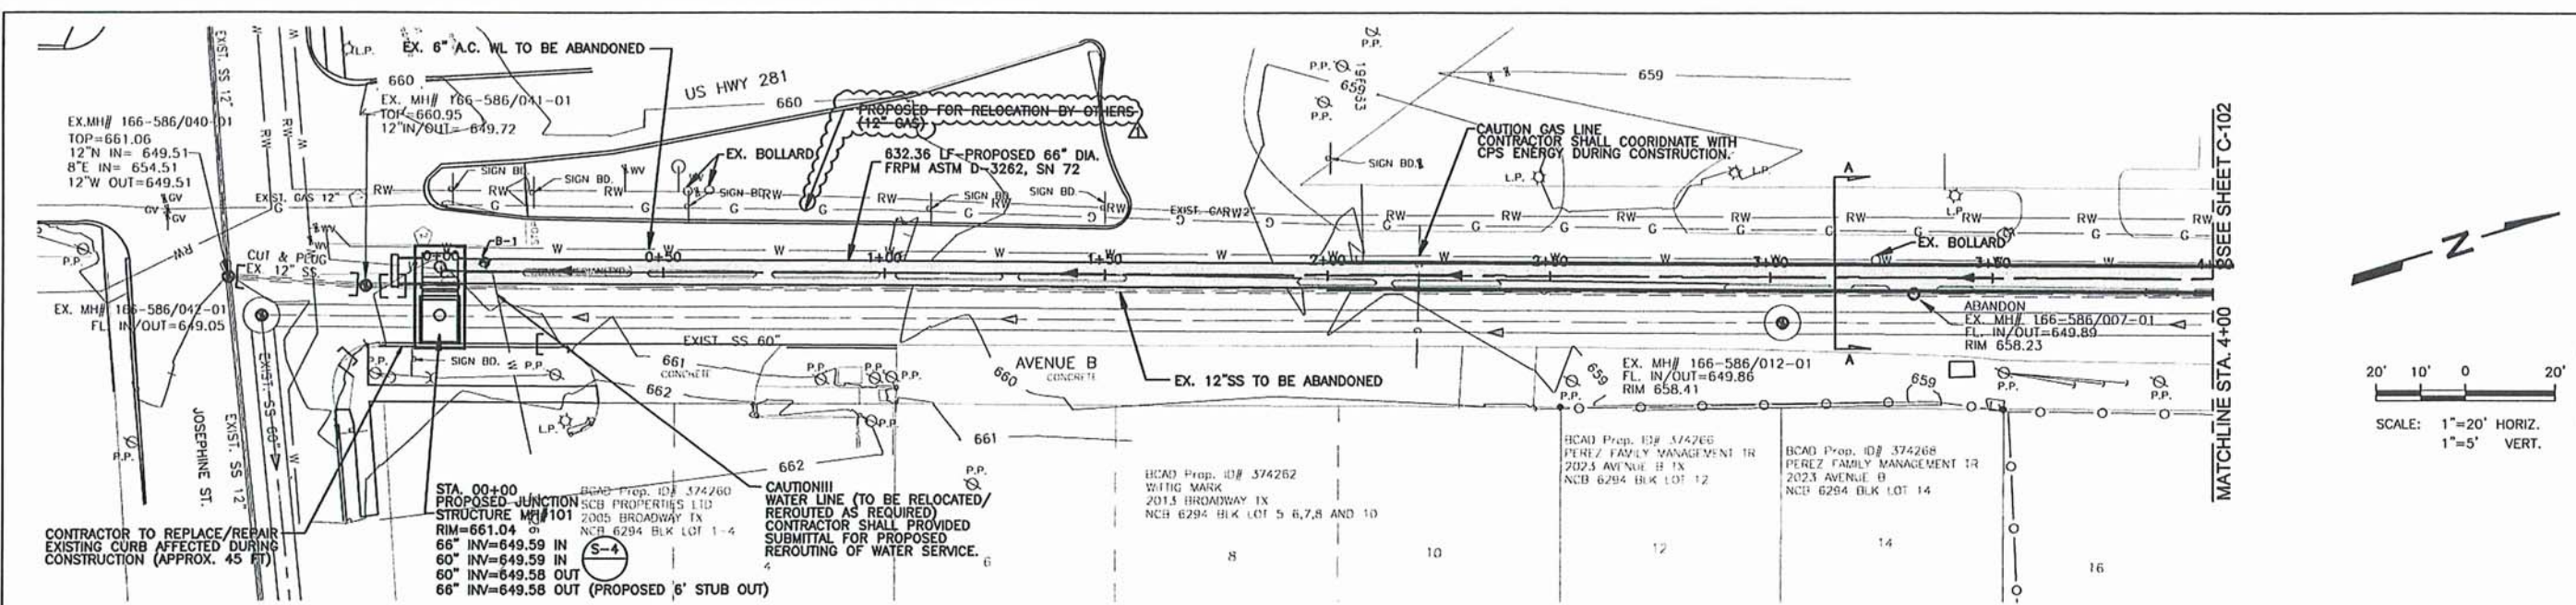 EX. 6" A.C. WL TO BE ABANDONED
L.P.
660
US HWY 281
660
EX. MH# 166-586/041-01
TOP=660.95
12"IN/OUT= 649.72
EX.MH# 166-586/040-01
TOP=661.06
12"N IN= 649.51
8"E IN= 654.51
12"W OUT=649.51
EXIST. SS 12"
PROPOSED FOR RELOCATION BY OTHERS
(12" GAS)
EX. BOLLARD
632.36 LF-PROPOSED 66" DIA.
FRPM ASTM D-3262, SN 72
SIGN BD.
SIGN BD.
SIGN BD.
SIGN BD.
EXIST. GAS 12"
P.P.
P.P.
P.P.
659
CAUTION GAS LINE
CONTRACTOR SHALL COORIDNATE WITH
CPS ENERGY DURING CONSTRUCTION.
SIGN BD.
L.P.
L.P.
L.P.
A
MATCHLINE STA. 4+00 SEE SHEET C-102
GV
GV
GV
RW
RW
RW
G
G
G
W
W
W
CUT & PLUG
EX. 12" SS
B-1
0+00
0+50
1+00
1+50
2+00
EX. BOLLARD
EX. MH# 166-586/042-01
FL. IN/OUT=649.05
ABANDON
EX. MH# 166-586/007-01
FL. IN/OUT=649.89
RIM 658.23
EXIST SS 60"
SIGN BD.
P.P.
P.P.
661
CONCRETE
662
P.P.
P.P.
P.P.
660
AVENUE B
CONCRETE
EX. 12"SS TO BE ABANDONED
659
EX. MH# 166-586/012-01
FL. IN/OUT=649.86
RIM 658.41
659
A
P.P.
P.P.
P.P.
N
20' 10' 0 20'
SCALE: 1"=20' HORIZ.
1"=5' VERT.
JOSEPHINE ST.
EXIST. SS 12"
EXIST SS 60"
P.P.
L.P.
P.P.
661
662
P.P.
CONTRACTOR TO REPLACE/REPAIR
EXISTING CURB AFFECTED DURING
CONSTRUCTION (APPROX. 45 FT)
STA. 00+00
PROPOSED JUNCTION
STRUCTURE MH#101
RIM=661.04
66" INV=649.59 IN
60" INV=649.59 IN
60" INV=649.58 OUT
66" INV=649.58 OUT (PROPOSED 6' STUB OUT)
S-4
BCAD Prop. ID# 374260
SCB PROPERTIES LTD
2005 BROADWAY TX
NCB 6294 BLK LOT 1-4
CAUTION!!!
WATER LINE (TO BE RELOCATED/
REROUTED AS REQUIRED)
CONTRACTOR SHALL PROVIDED
SUBMITTAL FOR PROPOSED
REROUTING OF WATER SERVICE.
BCAD Prop. ID# 374262
WITTIG MARK
2013 BROADWAY TX
NCB 6294 BLK LOT 5 6,7,8 AND 10
BCAD Prop. ID# 374266
PEREZ FAMILY MANAGEMENT TR
2023 AVENUE B TX
NCB 6294 BLK LOT 12
BCAD Prop. ID# 374268
PEREZ FAMILY MANAGEMENT TR
2023 AVENUE B
NCB 6294 BLK LOT 14
4
6
8
10
12
14
16